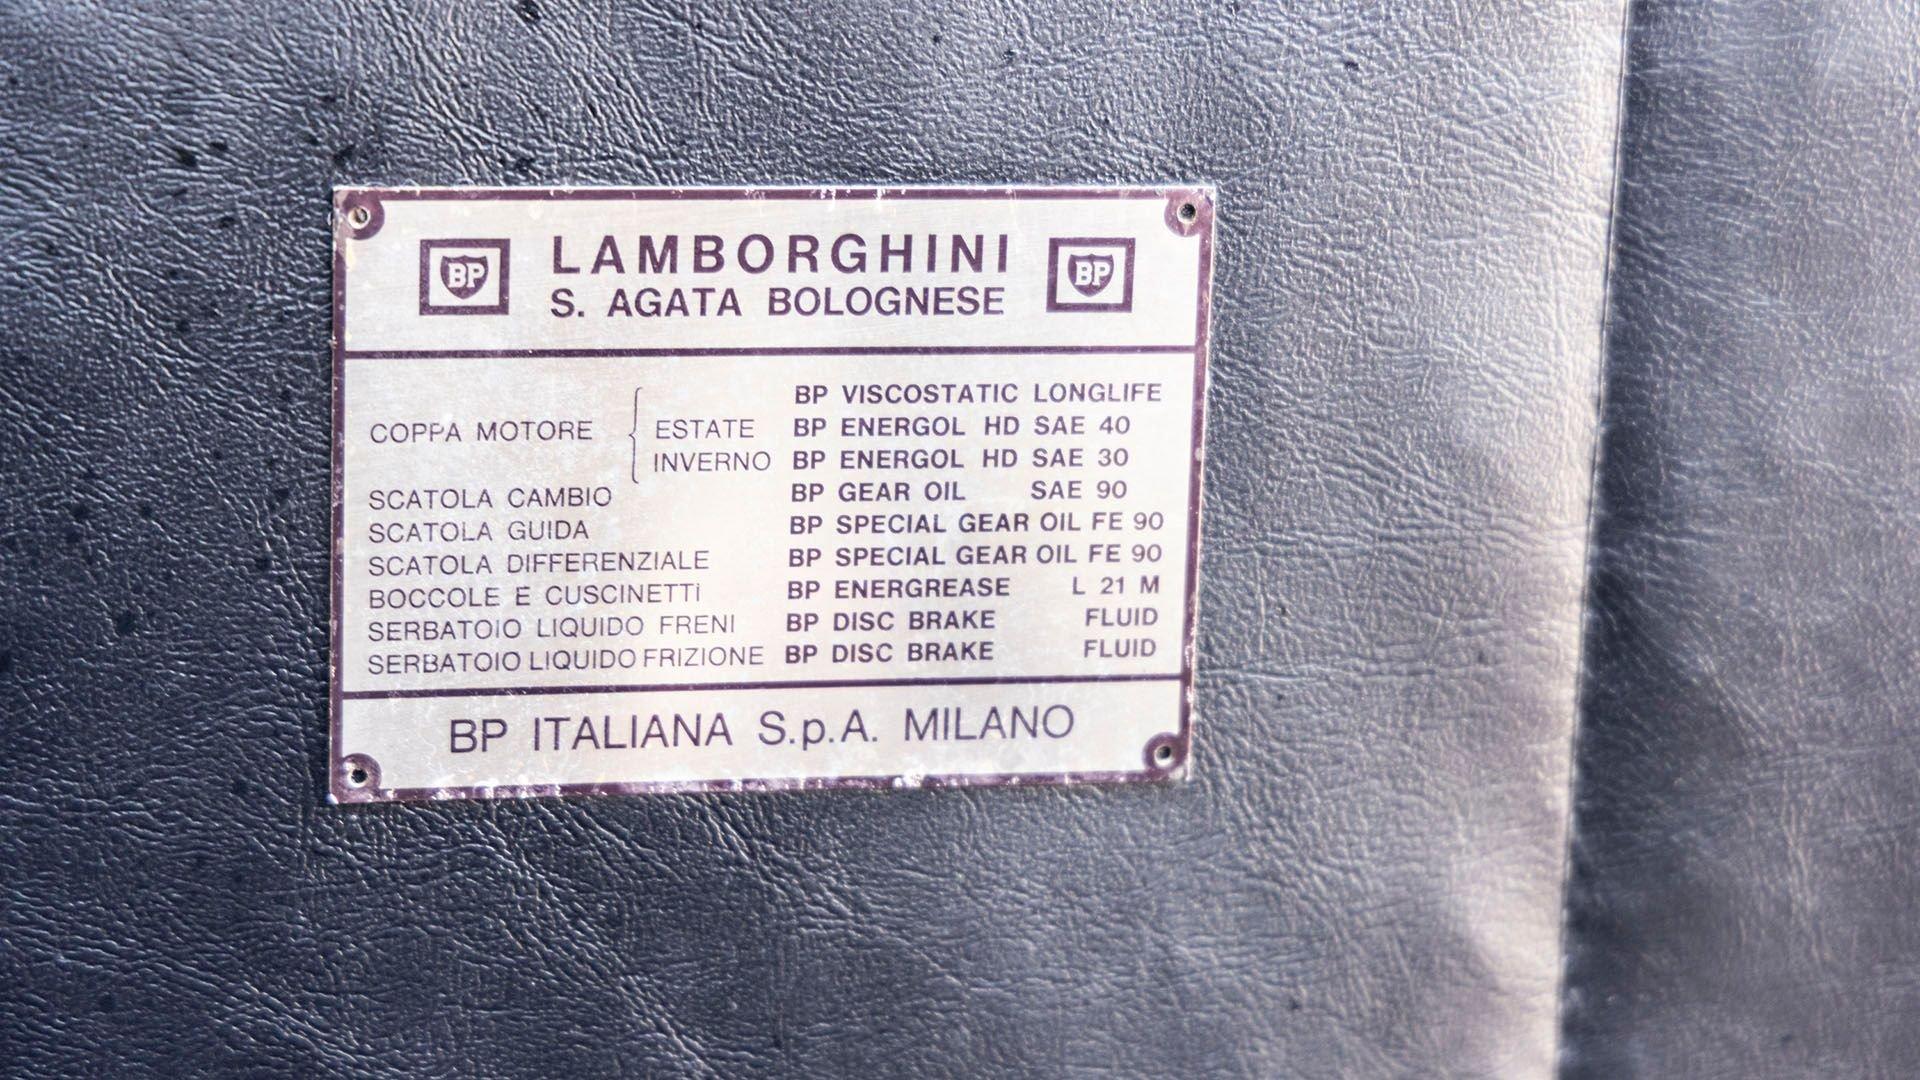 BP LAMBORGHINI BP
S. AGATA BOLOGNESE
BP VISCOSTATIC LONGLIFE
COPPA MOTORE ESTATE BP ENERGOL HD SAE 40
INVERNO BP ENERGOL HD SAE 30
SCATOLA CAMBIO BP GEAR OIL SAE 90
SCATOLA GUIDA BP SPECIAL GEAR OIL FE 90
SCATOLA DIFFERENZIALE BP SPECIAL GEAR OIL FE 90
BOCCOLE E CUSCINETTi BP ENERGREASE L 21 M
SERBATOIO LIQUIDO FRENI BP DISC BRAKE FLUID
SERBATOIO LIQUIDO FRIZIONE BP DISC BRAKE FLUID
BP ITALIANA S.p.A. MILANO